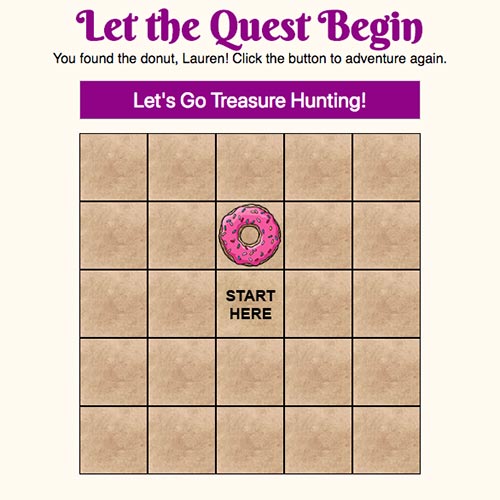 Let the Quest Begin
You found the donut, Lauren! Click the button to adventure again.
Let's Go Treasure Hunting!
START
HERE